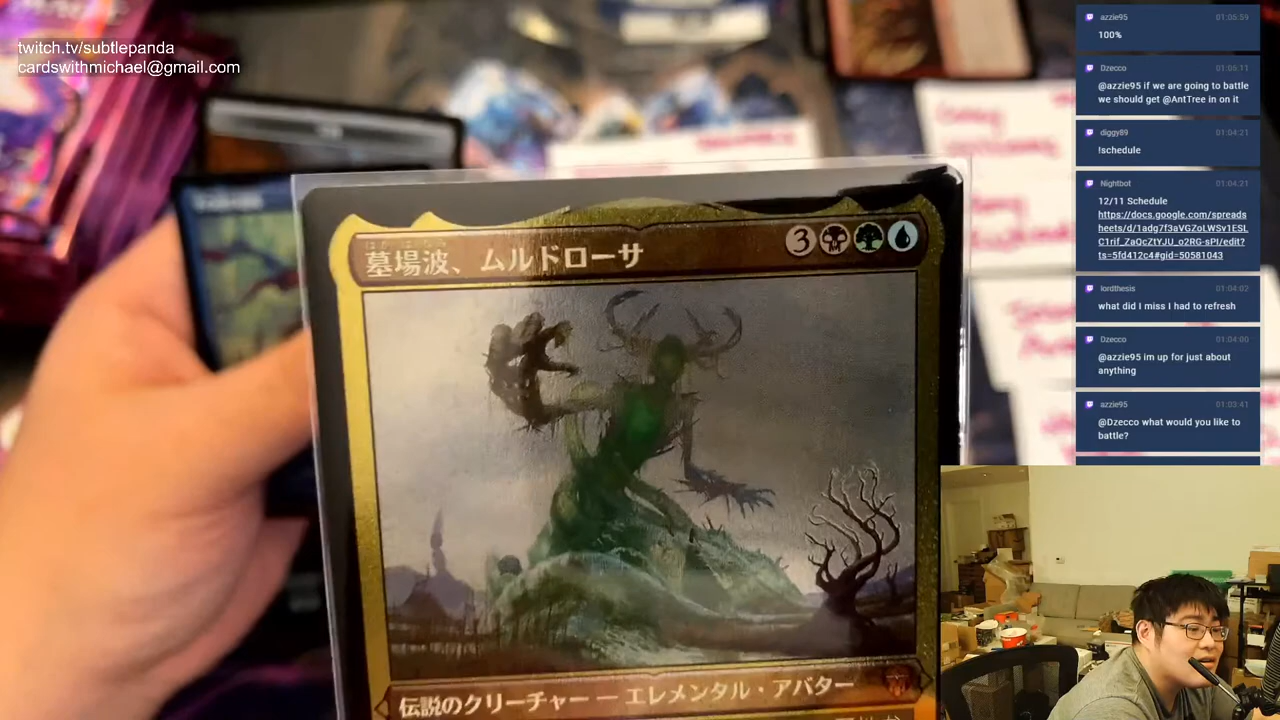 twitch.tv/subtlepanda
cardswithmichael@gmail.com
墓場波、ムルドローサ
3
伝説のクリーチャー — エレメンタル・アバター
azzie95 01:05:59
100%
Dzecco 01:05:11
@azzie95 if we are going to battle
we should get @AntTree in on it
diggy89 01:04:21
!schedule
Nightbot 01:04:21
12/11 Schedule
https://docs.google.com/spreads
heets/d/1adg7f3aVGZoLWSv1ESL
C1rif_ZaQcZtYJU_o2RG-sPI/edit?
ts=5fd412c4#gid=50581043
lordthesis 01:04:02
what did I miss I had to refresh
Dzecco 01:04:00
@azzie95 im up for just about
anything
azzie95 01:03:41
@Dzecco what would you like to
battle?